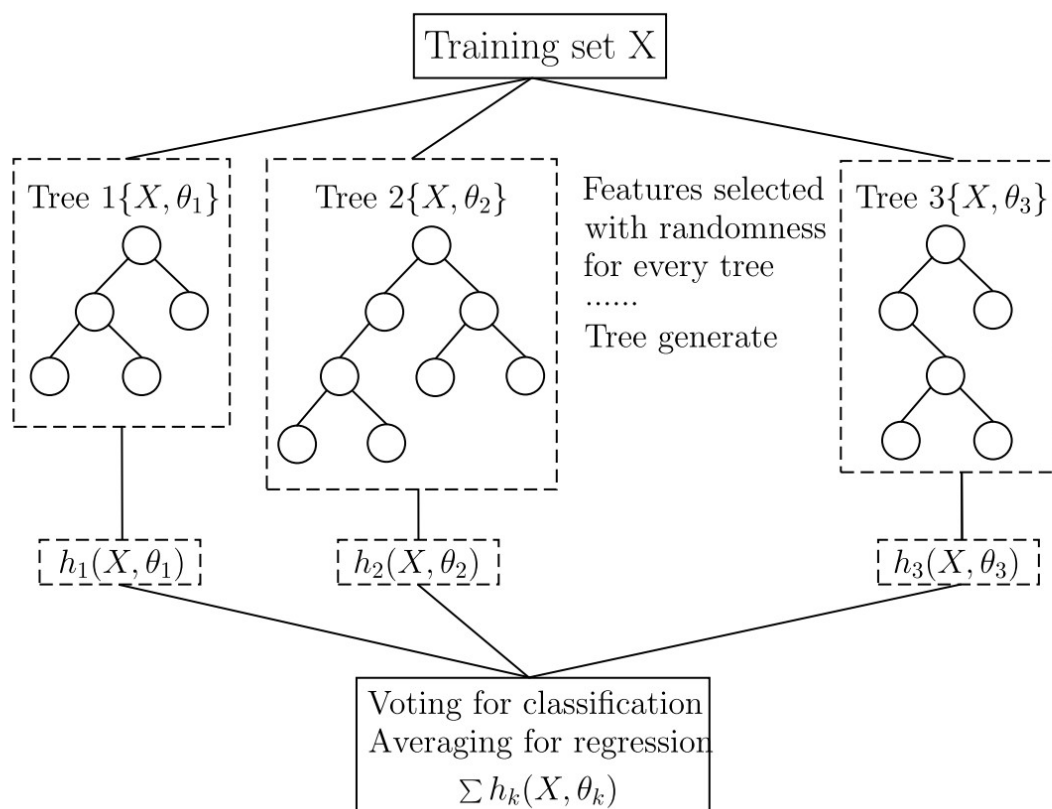 Training set X
Tree 1{X, θ₁}
Tree 2{X, θ₂}
Features selected
with randomness
for every tree
......
Tree generate
Tree 3{X, θ₃}
h₁(X, θ₁)
h₂(X, θ₂)
h₃(X, θ₃)
Voting for classification
Averaging for regression
∑ hₖ(X, θₖ)